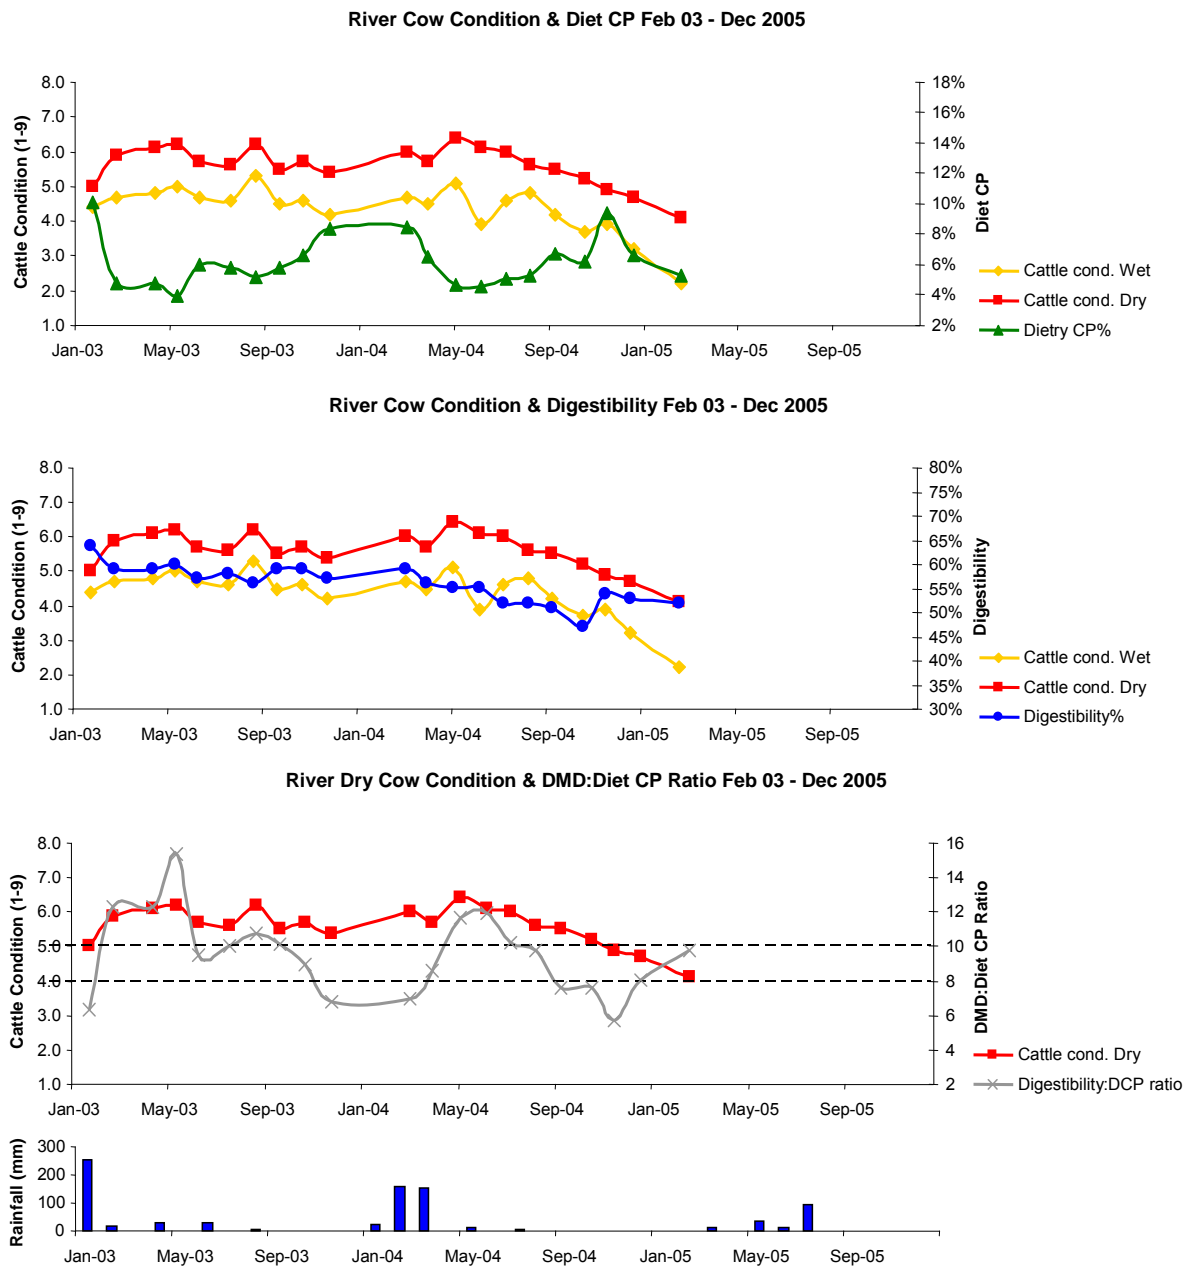 River Cow Condition & Diet CP Feb 03 - Dec 2005
Cattle Condition (1-9)
8.0
7.0
6.0
5.0
4.0
3.0
2.0
1.0
18%
16%
14%
12%
10%
8%
6%
4%
2%
Diet CP
Jan-03 May-03 Sep-03 Jan-04 May-04 Sep-04 Jan-05 May-05 Sep-05
Cattle cond. Wet
Cattle cond. Dry
Dietry CP%
River Cow Condition & Digestibility Feb 03 - Dec 2005
Cattle Condition (1-9)
8.0
7.0
6.0
5.0
4.0
3.0
2.0
1.0
80%
75%
70%
65%
60%
55%
50%
45%
40%
35%
30%
Digestibility
Jan-03 May-03 Sep-03 Jan-04 May-04 Sep-04 Jan-05 May-05 Sep-05
Cattle cond. Wet
Cattle cond. Dry
Digestibility%
River Dry Cow Condition & DMD:Diet CP Ratio Feb 03 - Dec 2005
Cattle Condition (1-9)
8.0
7.0
6.0
5.0
4.0
3.0
2.0
1.0
16
14
12
10
8
6
4
2
DMD:Diet CP Ratio
Jan-03 May-03 Sep-03 Jan-04 May-04 Sep-04 Jan-05 May-05 Sep-05
Cattle cond. Dry
Digestibility:DCP ratio
Rainfall (mm)
300
200
100
0
Jan-03 May-03 Sep-03 Jan-04 May-04 Sep-04 Jan-05 May-05 Sep-05